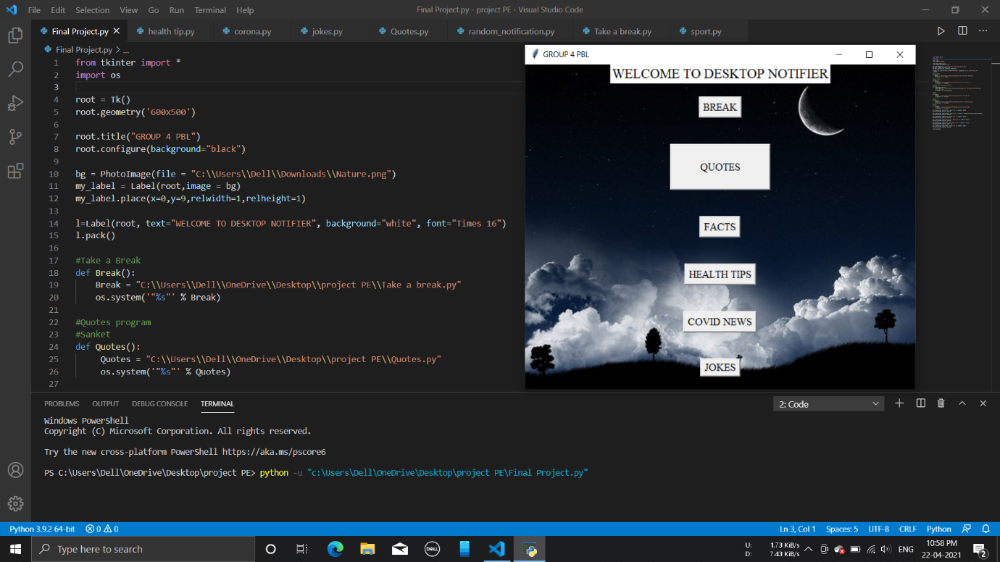 File Edit Selection View Go Run Terminal Help
Final Project.py - project PE - Visual Studio Code
Final Project.py health tip.py corona.py jokes.py Quotes.py random_notification.py Take a break.py sport.py
Final Project.py > ...
1 from tkinter import *
2 import os
3
4 root = Tk()
5 root.geometry('600x500')
6
7 root.title("GROUP 4 PBL")
8 root.configure(background="black")
9
10 bg = PhotoImage(file = "C:\\Users\\Dell\\Downloads\\Nature.png")
11 my_label = Label(root,image = bg)
12 my_label.place(x=0,y=9,relwidth=1,relheight=1)
13
14 l=Label(root, text="WELCOME TO DESKTOP NOTIFIER", background="white", font="Times 16")
15 l.pack()
16
17 #Take a Break
18 def Break():
19 Break = "C:\\Users\\Dell\\OneDrive\\Desktop\\project PE\\Take a break.py"
20 os.system('"%s"' % Break)
21
22 #Quotes program
23 #Sanket
24 def Quotes():
25 Quotes = "C:\\Users\\Dell\\OneDrive\\Desktop\\project PE\\Quotes.py"
26 os.system('"%s"' % Quotes)
27
GROUP 4 PBL
WELCOME TO DESKTOP NOTIFIER
BREAK
QUOTES
FACTS
HEALTH TIPS
COVID NEWS
JOKES
PROBLEMS OUTPUT DEBUG CONSOLE TERMINAL
2: Code
Windows PowerShell
Copyright (C) Microsoft Corporation. All rights reserved.
Try the new cross-platform PowerShell https://aka.ms/pscore6
PS C:\Users\Dell\OneDrive\Desktop\project PE> python -u "c:\Users\Dell\OneDrive\Desktop\project PE\Final Project.py"
Python 3.9.2 64-bit 0 0
Ln 3, Col 1 Spaces: 5 UTF-8 CRLF Python
Type here to search
DELL
U: 1.73 KiB/s
D: 7.43 KiB/s
ENG
10:58 PM
22-04-2021
2